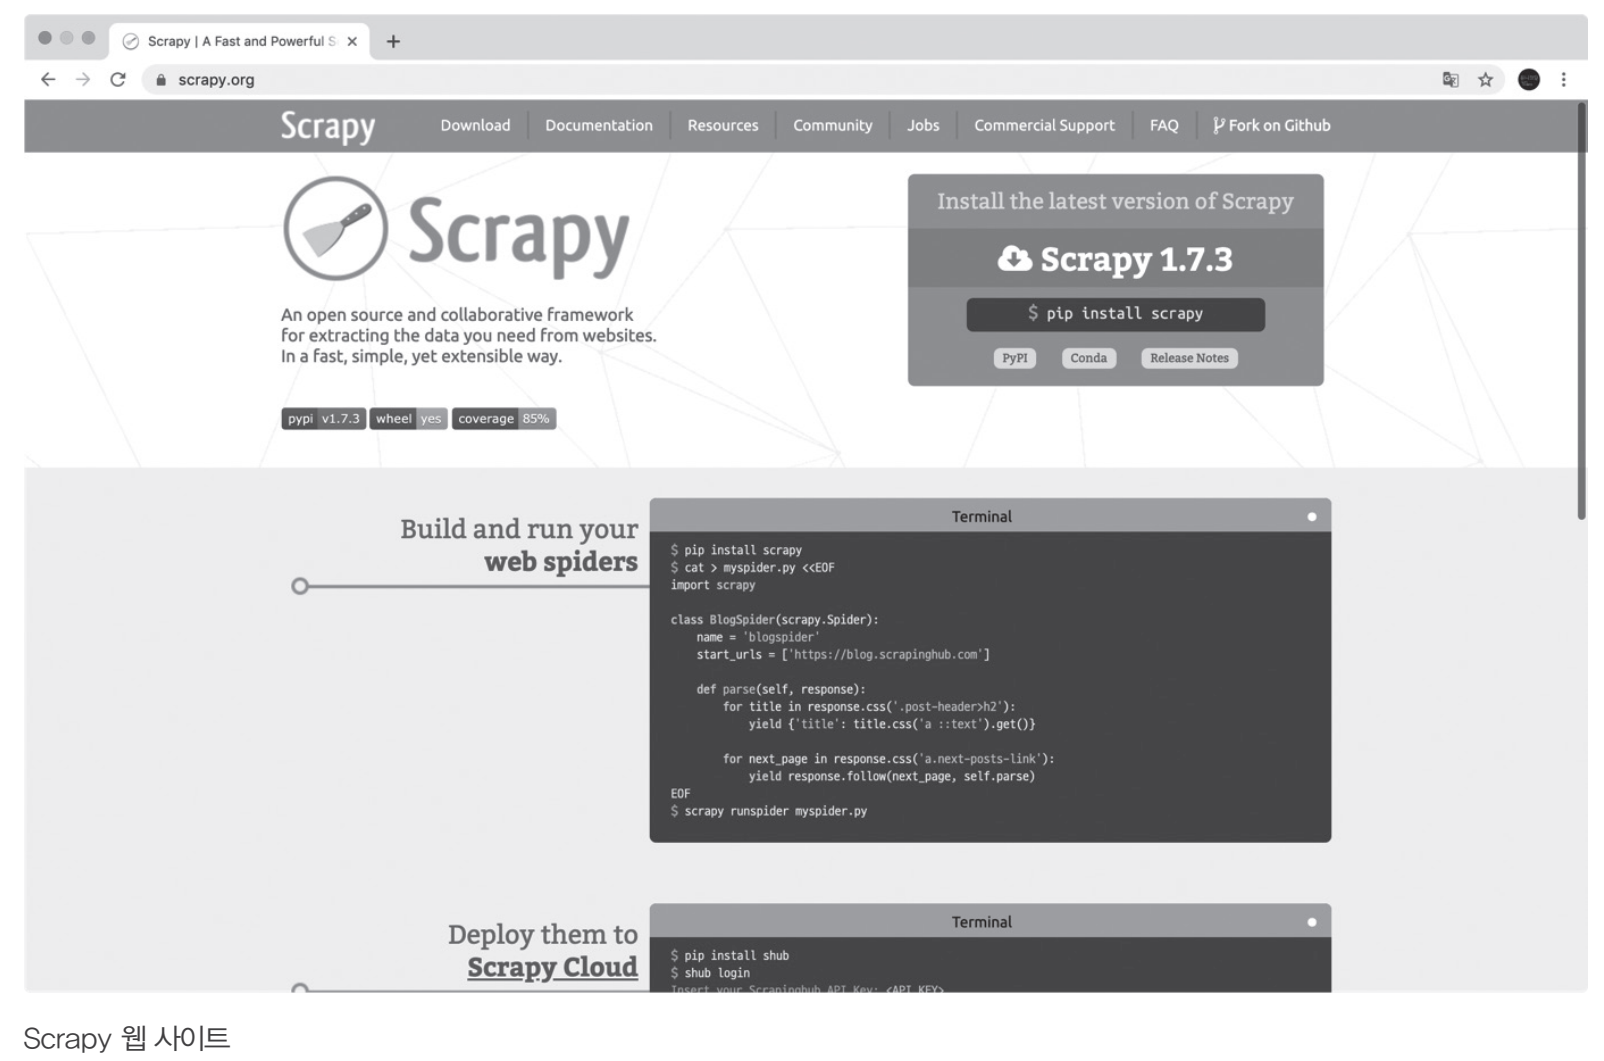 Scrapy | A Fast and Powerful S
scrapy.org
Scrapy Download Documentation Resources Community Jobs Commercial Support FAQ Fork on Github
Scrapy
An open source and collaborative framework
for extracting the data you need from websites.
In a fast, simple, yet extensible way.
pypi v1.7.3 wheel yes coverage 85%
Install the latest version of Scrapy
Scrapy 1.7.3
$ pip install scrapy
PyPI Conda Release Notes
Build and run your
web spiders
Terminal
$ pip install scrapy
$ cat > myspider.py <<EOF
import scrapy
class BlogSpider(scrapy.Spider):
    name = 'blogspider'
    start_urls = ['https://blog.scrapinghub.com']
    def parse(self, response):
        for title in response.css('.post-header>h2'):
            yield {'title': title.css('a ::text').get()}
        for next_page in response.css('a.next-posts-link'):
            yield response.follow(next_page, self.parse)
EOF
$ scrapy runspider myspider.py
Deploy them to
Scrapy Cloud
Terminal
$ pip install shub
$ shub login
Insert your Scrapinghub API Key: <API_KEY>
Scrapy 웹 사이트